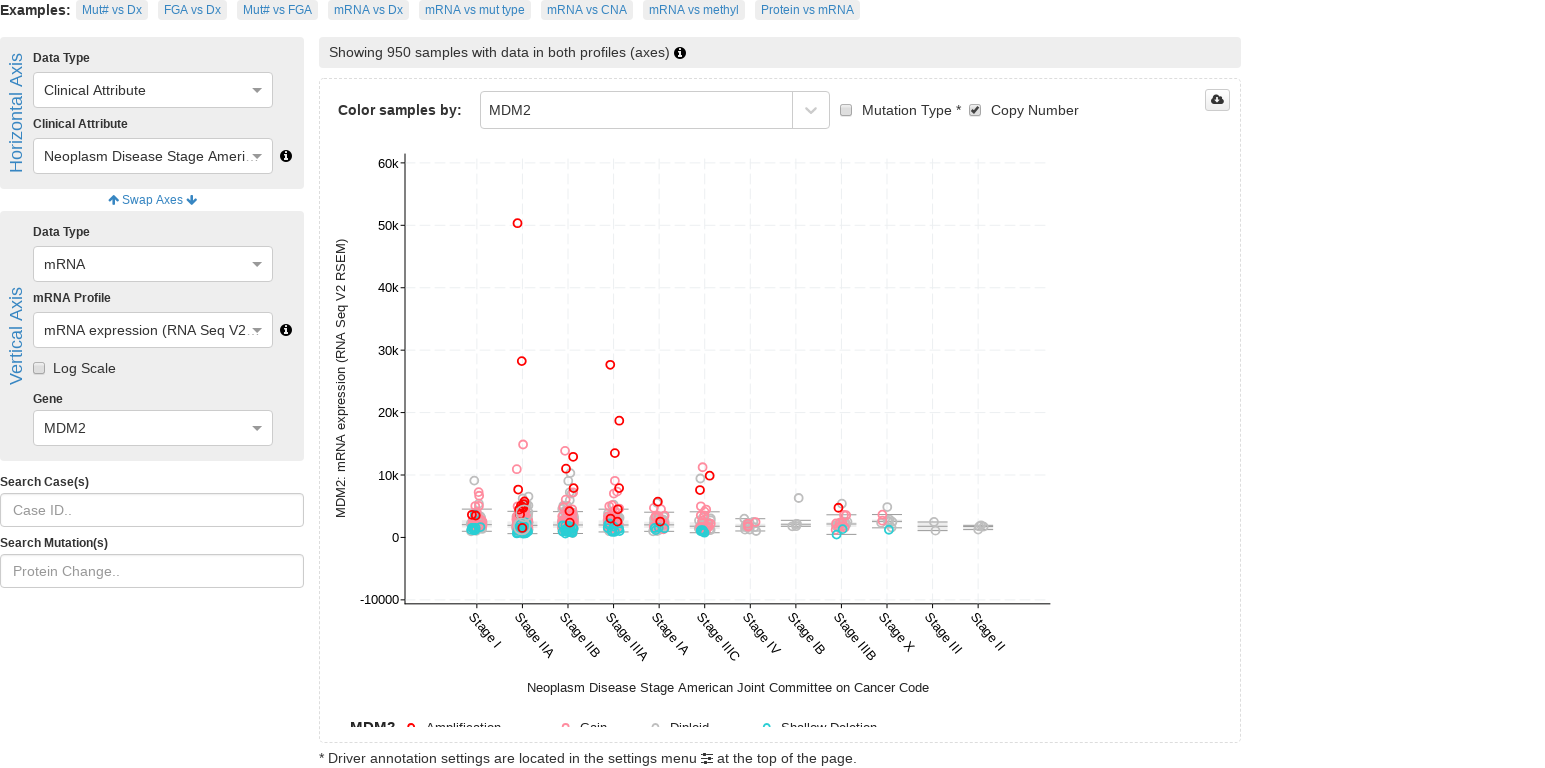 Examples: Mut# vs Dx FGA vs Dx Mut# vs FGA mRNA vs Dx mRNA vs mut type mRNA vs CNA mRNA vs methyl Protein vs mRNA
Horizontal Axis
Data Type
Clinical Attribute
Clinical Attribute
Neoplasm Disease Stage Ameri...
Swap Axes
Vertical Axis
Data Type
mRNA
mRNA Profile
mRNA expression (RNA Seq V2...
Log Scale
Gene
MDM2
Search Case(s)
Case ID..
Search Mutation(s)
Protein Change..
Showing 950 samples with data in both profiles (axes)
Color samples by: MDM2 Mutation Type * Copy Number
MDM2: mRNA expression (RNA Seq V2 RSEM)
60k
50k
40k
30k
20k
10k
0
-10000
Stage I
Stage IIA
Stage IIB
Stage IIIA
Stage IA
Stage IIIC
Stage IV
Stage IB
Stage IIIB
Stage X
Stage III
Stage II
Neoplasm Disease Stage American Joint Committee on Cancer Code
MDM2 Amplification Gain Diploid Shallow Deletion
* Driver annotation settings are located in the settings menu at the top of the page.